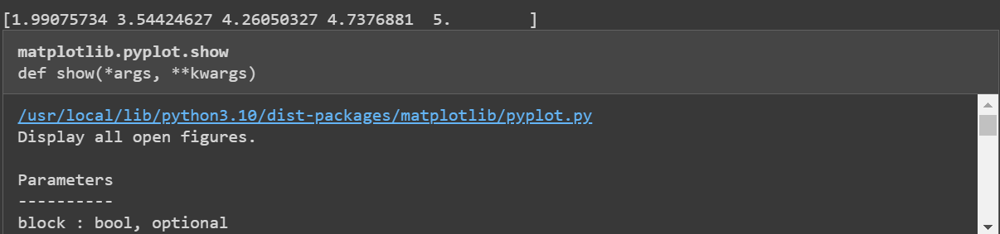 [1.99075734 3.54424627 4.26050327 4.7376881  5.        ]
matplotlib.pyplot.show
def show(*args, **kwargs)
/usr/local/lib/python3.10/dist-packages/matplotlib/pyplot.py
Display all open figures.
Parameters
----------
block : bool, optional